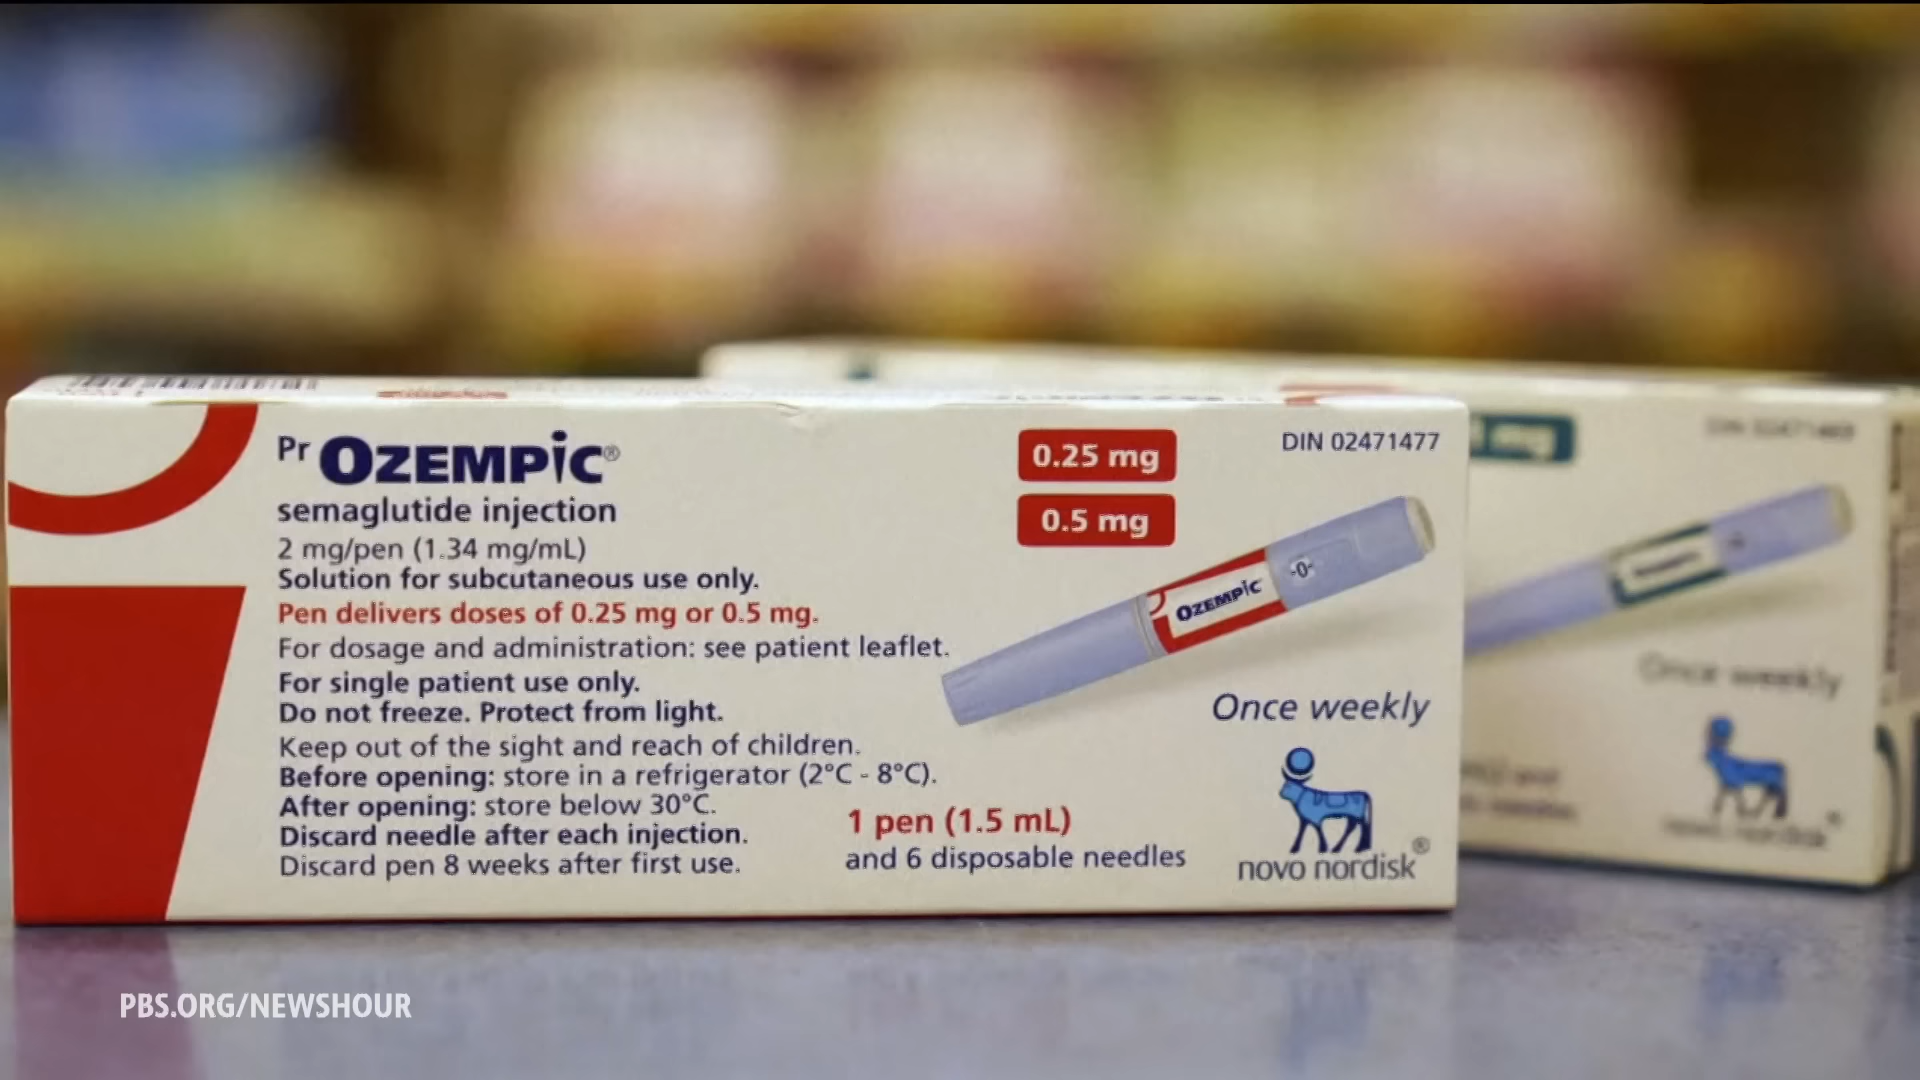 Pr OZEMPIC®
semaglutide injection
2 mg/pen (1.34 mg/mL)
Solution for subcutaneous use only.
Pen delivers doses of 0.25 mg or 0.5 mg.
For dosage and administration: see patient leaflet.
For single patient use only.
Do not freeze. Protect from light.
Keep out of the sight and reach of children.
Before opening: store in a refrigerator (2°C - 8°C).
After opening: store below 30°C.
Discard needle after each injection.
Discard pen 8 weeks after first use.
0.25 mg
0.5 mg
DIN 02471477
OZEMPIC
-0-
Once weekly
1 pen (1.5 mL)
and 6 disposable needles
novo nordisk®
mg
Once weekly
novo nordisk
PBS.ORG/NEWSHOUR